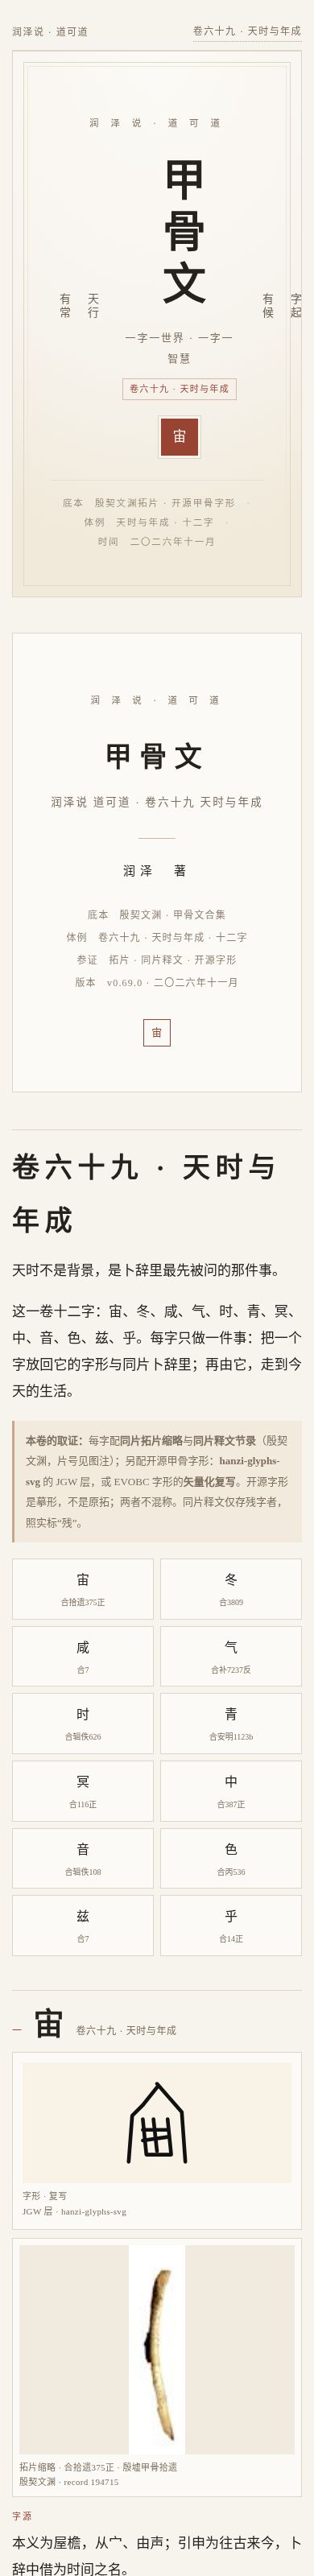 润泽说 · 道可道
卷六十九 · 天时与年成
润 泽 说 · 道 可 道
甲
骨
文
天行
有常
字起
有候
一字一世界 · 一字一
智慧
卷六十九 · 天时与年成
宙
底本 殷契文渊拓片 · 开源甲骨字形 ·
体例 天时与年成 · 十二字 ·
时间 二〇二六年十一月
润 泽 说 · 道 可 道
甲骨文
润泽说 道可道 · 卷六十九 天时与年成
润泽 著
底本 殷契文渊 · 甲骨文合集
体例 卷六十九 · 天时与年成 · 十二字
参证 拓片 · 同片释文 · 开源字形
版本 v0.69.0 · 二〇二六年十一月
宙
卷六十九 · 天时与
年成
天时不是背景，是卜辞里最先被问的那件事。
这一卷十二字：宙、冬、咸、气、时、青、冥、
中、音、色、兹、乎。每字只做一件事：把一个
字放回它的字形与同片卜辞里；再由它，走到今
天的生活。
本卷的取证：每字配同片拓片缩略与同片释文节录（殷契
文渊，片号见图注）；另配开源甲骨字形：hanzi-glyphs-
svg 的 JGW 层，或 EVOBC 字形的矢量化复写。开源字形
是摹形，不是原拓；两者不混称。同片释文仅存残字者，
照实标“残”。
宙
合拾遗375正
冬
合3809
咸
合7
气
合补7237反
时
合辑佚626
青
合安明1123b
冥
合116正
中
合387正
音
合辑佚108
色
合丙536
兹
合7
乎
合14正
一 宙 卷六十九 · 天时与年成
字形 · 复写
JGW 层 · hanzi-glyphs-svg
拓片缩略 · 合拾遗375正 · 殷墟甲骨拾遗
殷契文渊 · record 194715
字源
本义为屋檐，从宀、由声；引申为往古来今，卜
辞中借为时间之名。